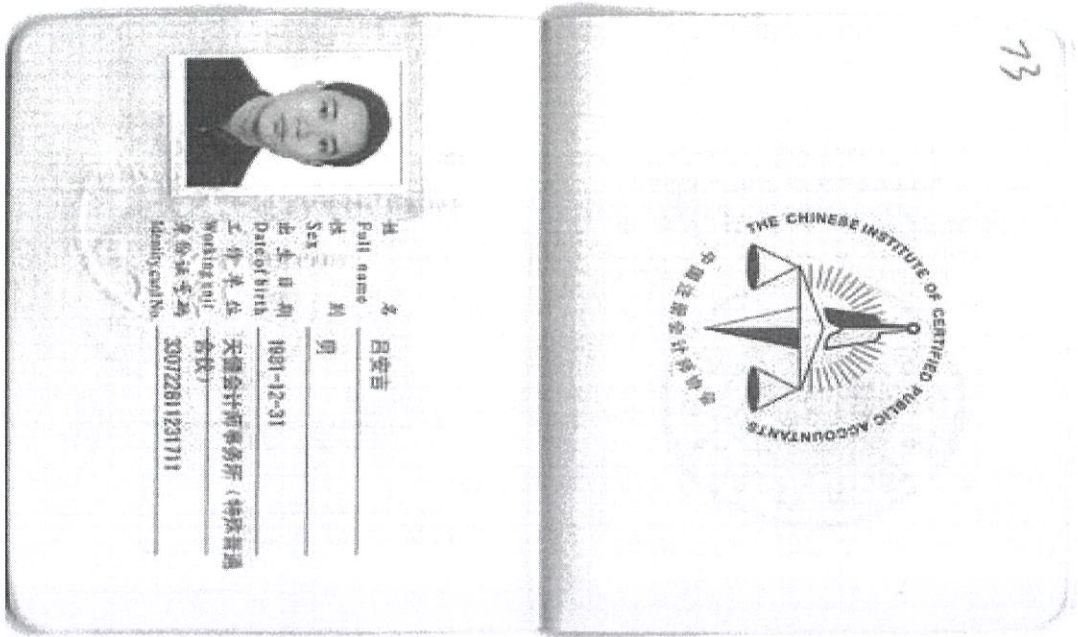 姓 名 吕安吉
Full name
性 别 男
Sex
出 生 日 期 1981-12-31
Date of birth
工 作 单 位 天健会计师事务所（特殊普通
Working unit 合伙）
身 份 证 号 码 330722811231711
Identity card No.
THE CHINESE INSTITUTE OF CERTIFIED PUBLIC ACCOUNTANTS
中国注册会计师协会